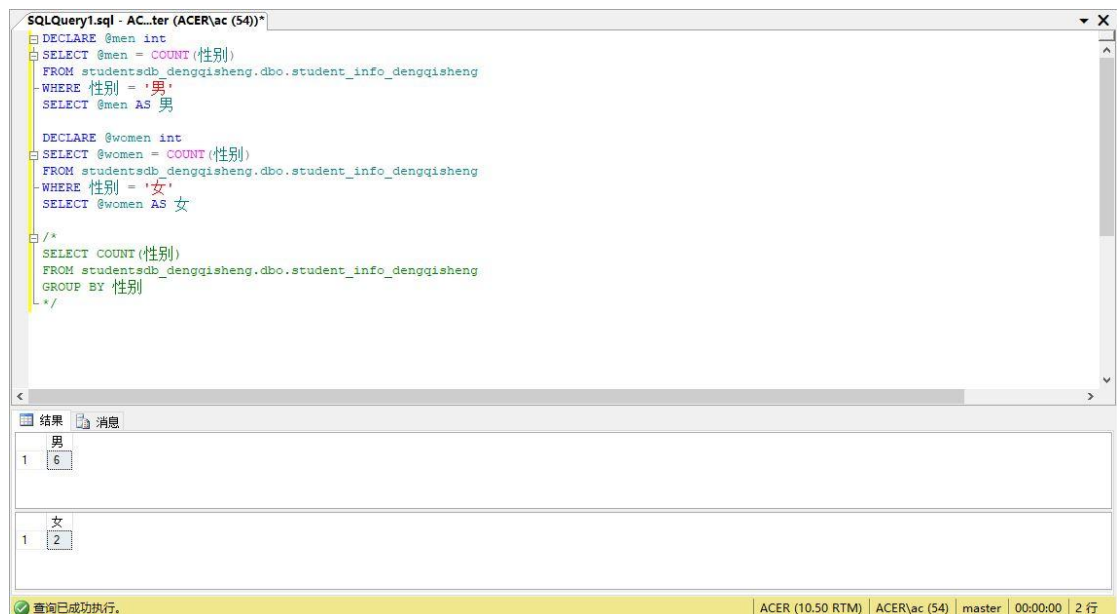 SQLQuery1.sql - AC...ter (ACER\ac (54))*
DECLARE @men int
SELECT @men = COUNT(性别)
FROM studentsdb_dengqisheng.dbo.student_info_dengqisheng
WHERE 性别 = '男'
SELECT @men AS 男
DECLARE @women int
SELECT @women = COUNT(性别)
FROM studentsdb_dengqisheng.dbo.student_info_dengqisheng
WHERE 性别 = '女'
SELECT @women AS 女
/*
SELECT COUNT(性别)
FROM studentsdb_dengqisheng.dbo.student_info_dengqisheng
GROUP BY 性别
*/
结果 消息
男
1 6
女
1 2
查询已成功执行。 ACER (10.50 RTM) ACER\ac (54) master 00:00:00 2 行